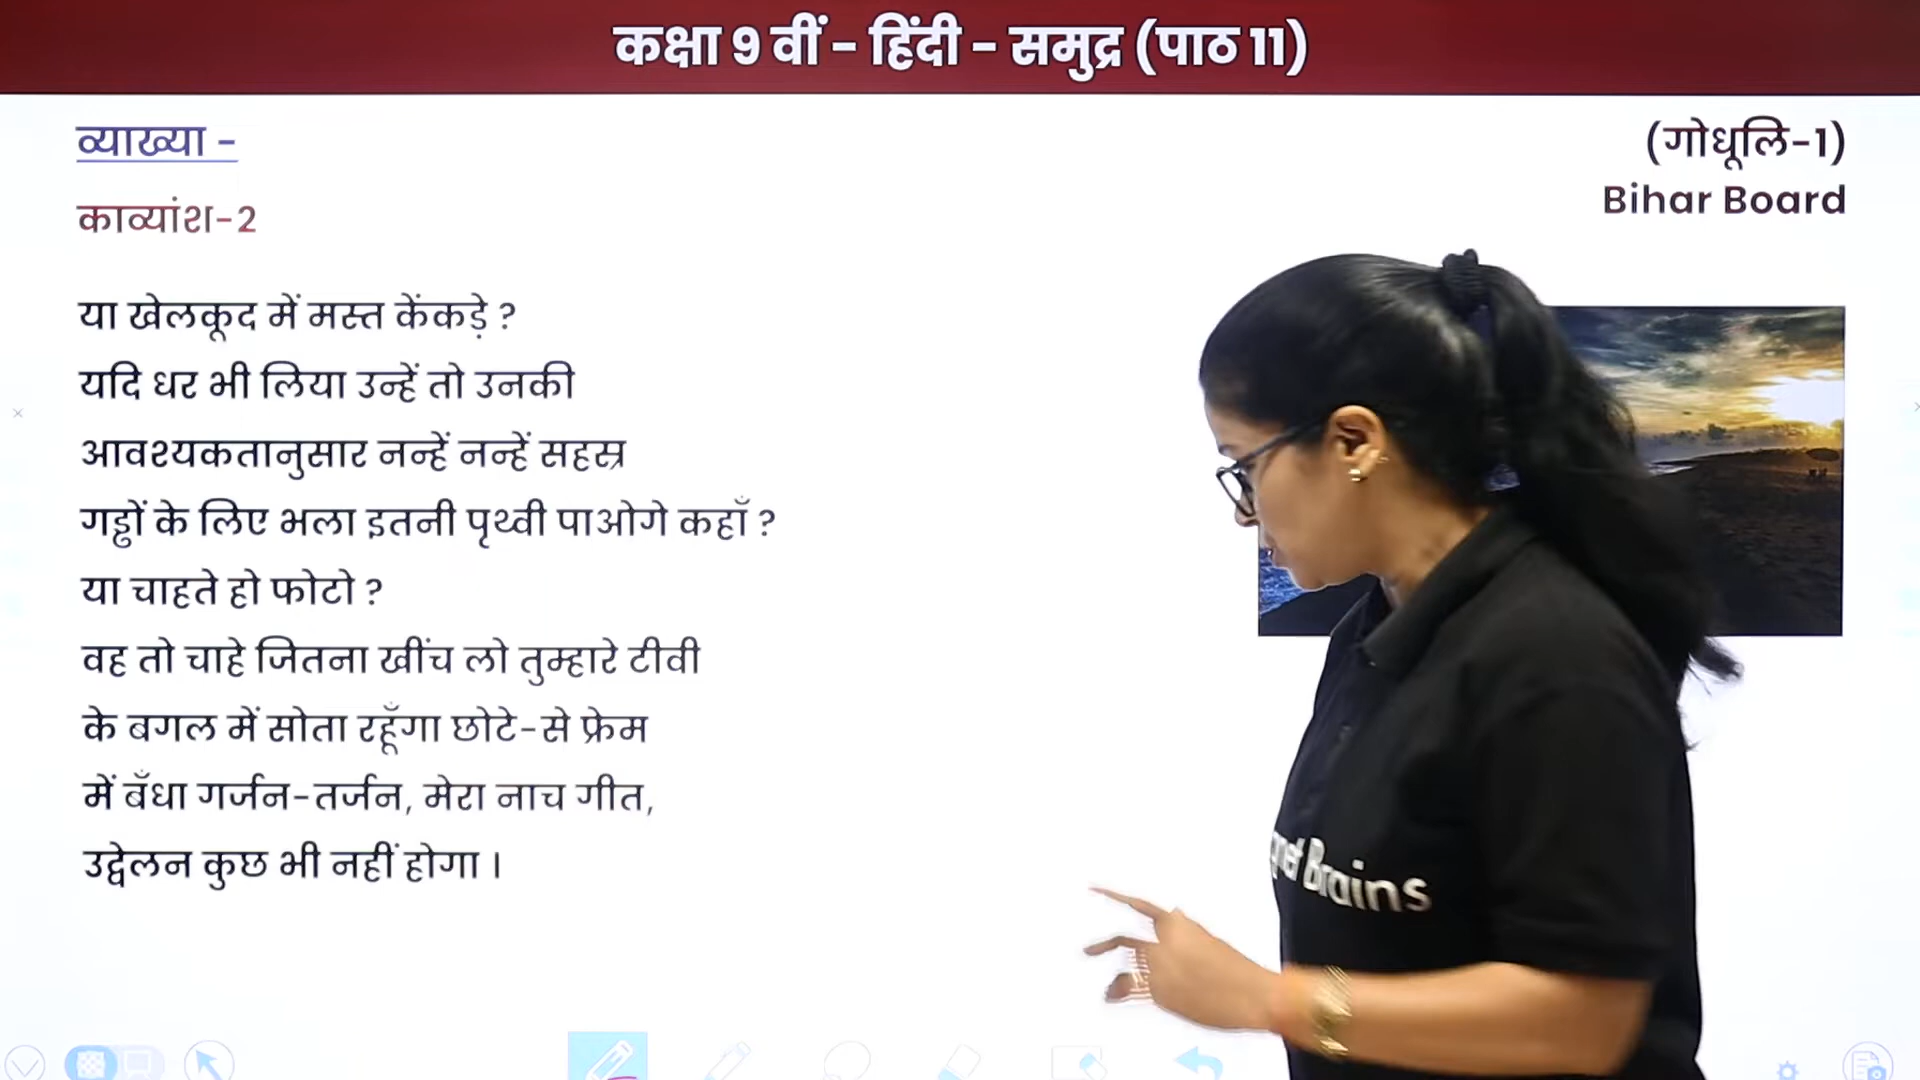 कक्षा 9 वीं - हिंदी - समुद्र (पाठ 11)
व्याख्या -
(गोधूलि-1)
Bihar Board
काव्यांश-2
या खेलकूद में मस्त केंकड़े ?
यदि धर भी लिया उन्हें तो उनकी
आवश्यकतानुसार नन्हें नन्हें सहस्र
गड्ढों के लिए भला इतनी पृथ्वी पाओगे कहाँ ?
या चाहते हो फोटो ?
वह तो चाहे जितना खींच लो तुम्हारे टीवी
के बगल में सोता रहूँगा छोटे-से फ्रेम
में बँधा गर्जन-तर्जन, मेरा नाच गीत,
उद्वेलन कुछ भी नहीं होगा ।
Brains